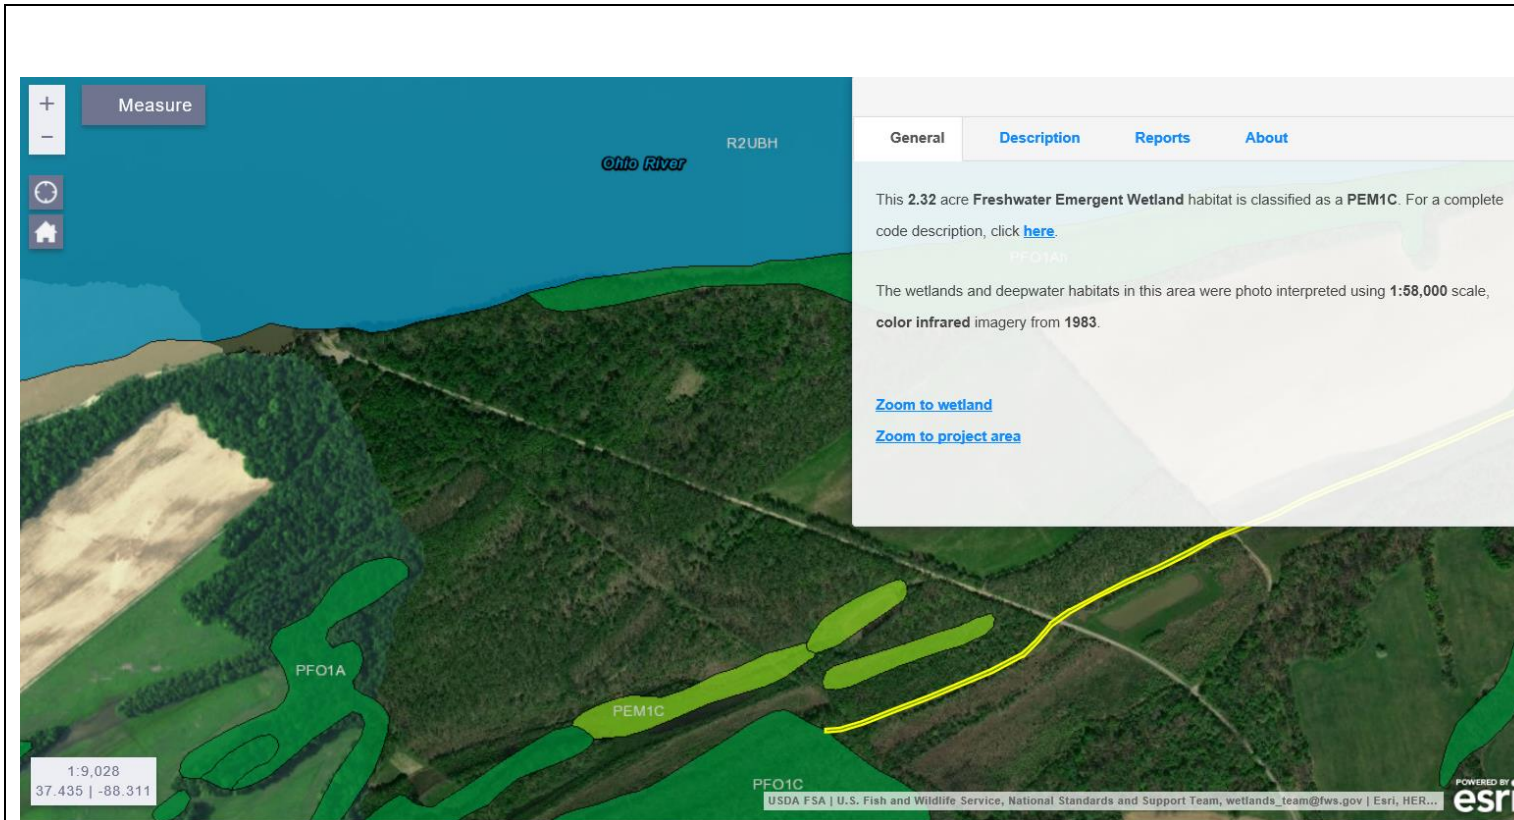 +
Measure
−
R2UBH
Ohio River
General
Description
Reports
About
This 2.32 acre Freshwater Emergent Wetland habitat is classified as a PEM1C. For a complete
code description, click here.
PFO1Ah
The wetlands and deepwater habitats in this area were photo interpreted using 1:58,000 scale,
color infrared imagery from 1983.
Zoom to wetland
Zoom to project area
PFO1A
PEM1C
PFO1C
1:9,028
37.435 | -88.311
USDA FSA | U.S. Fish and Wildlife Service, National Standards and Support Team, wetlands_team@fws.gov | Esri, HER...
POWERED BY
esri